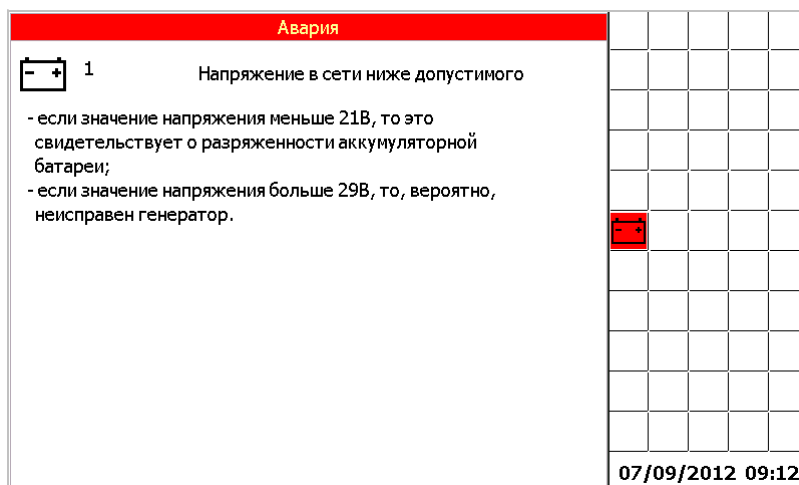 Авария
- +
1
Напряжение в сети ниже допустимого
- если значение напряжения меньше 21В, то это
свидетельствует о разряженности аккумуляторной
батареи;
- если значение напряжения больше 29В, то, вероятно,
неисправен генератор.
- +
07/09/2012 09:12